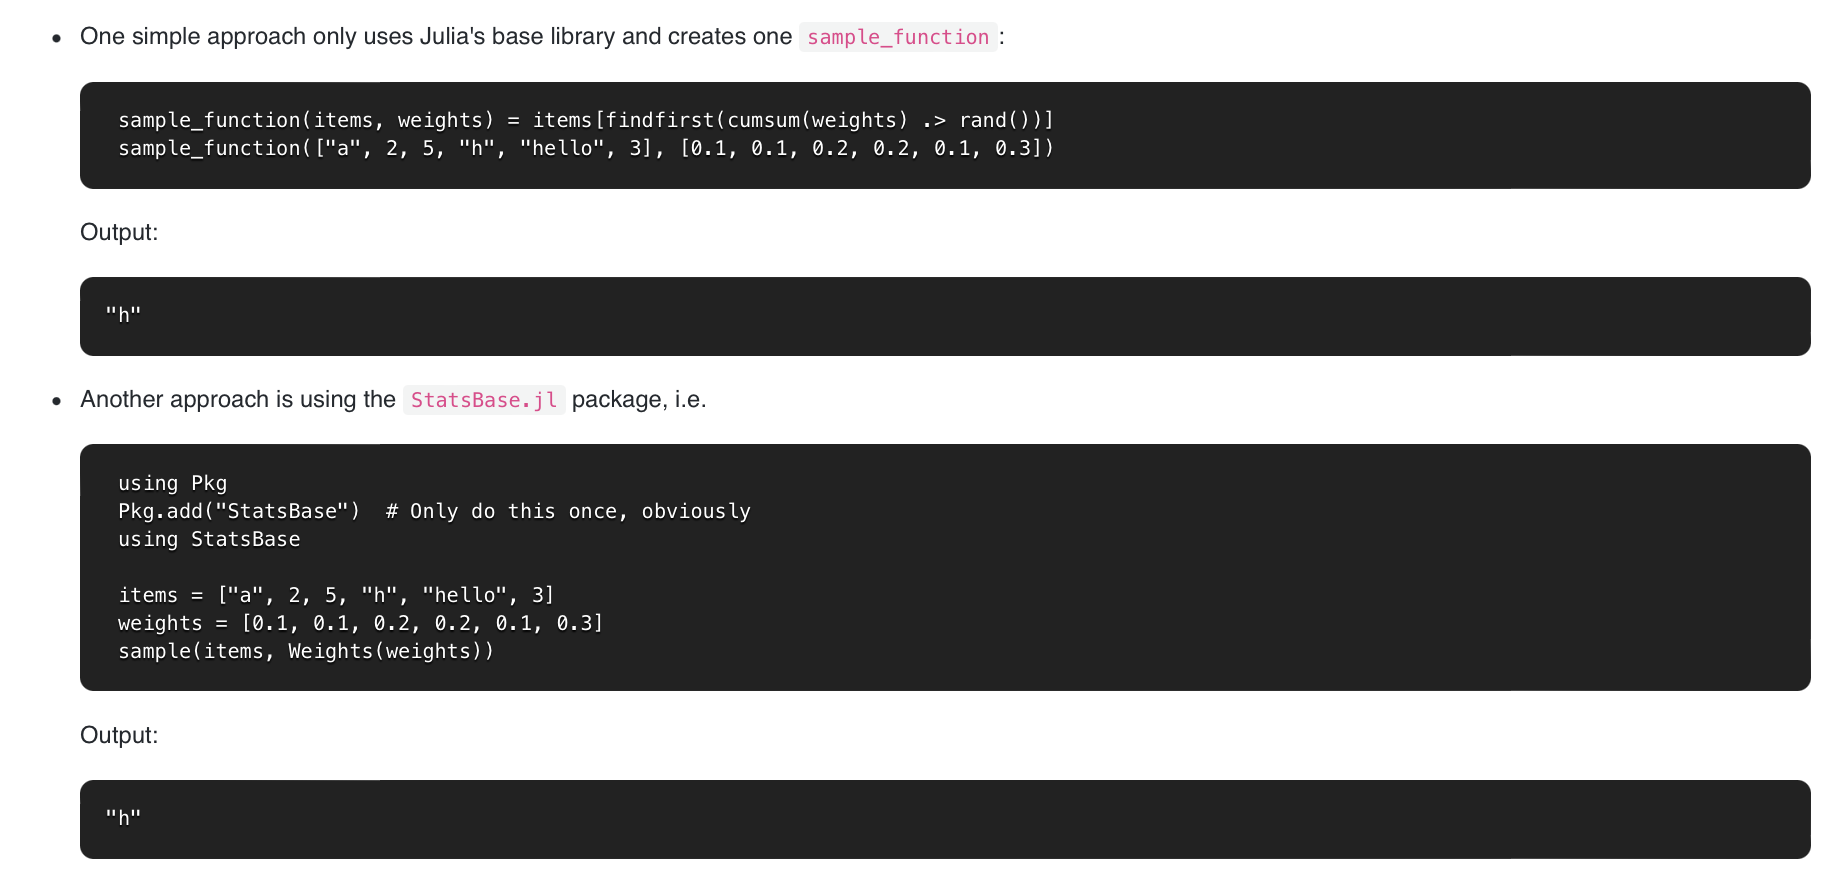 • One simple approach only uses Julia's base library and creates one sample_function:
sample_function(items, weights) = items[findfirst(cumsum(weights) .> rand())]
sample_function(["a", 2, 5, "h", "hello", 3], [0.1, 0.1, 0.2, 0.2, 0.1, 0.3])
Output:
"h"
• Another approach is using the StatsBase.jl package, i.e.
using Pkg
Pkg.add("StatsBase")  # Only do this once, obviously
using StatsBase
items = ["a", 2, 5, "h", "hello", 3]
weights = [0.1, 0.1, 0.2, 0.2, 0.1, 0.3]
sample(items, Weights(weights))
Output:
"h"